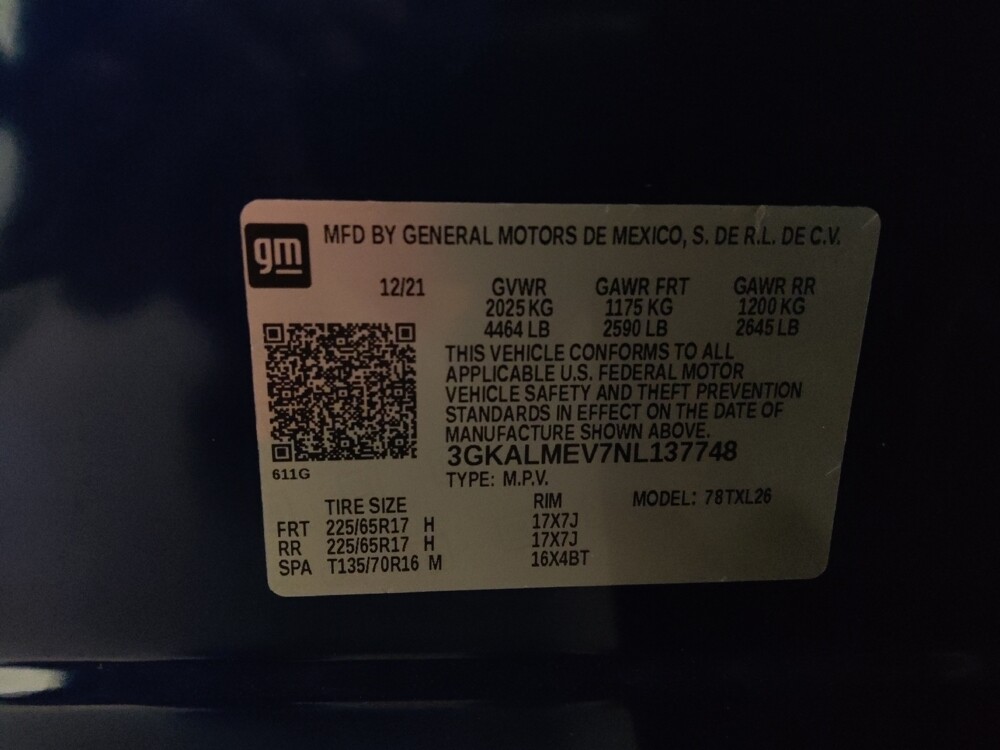 gm
MFD BY GENERAL MOTORS DE MEXICO, S. DE R.L. DE C.V.
12/21 GVWR GAWR FRT GAWR RR
2025 KG 1175 KG 1200 KG
4464 LB 2590 LB 2645 LB
THIS VEHICLE CONFORMS TO ALL
APPLICABLE U.S. FEDERAL MOTOR
VEHICLE SAFETY AND THEFT PREVENTION
STANDARDS IN EFFECT ON THE DATE OF
MANUFACTURE SHOWN ABOVE.
3GKALMEV7NL137748
611G
TYPE: M.P.V.
TIRE SIZE RIM MODEL: 78TXL26
FRT 225/65R17 H 17X7J
RR 225/65R17 H 17X7J
SPA T135/70R16 M 16X4BT